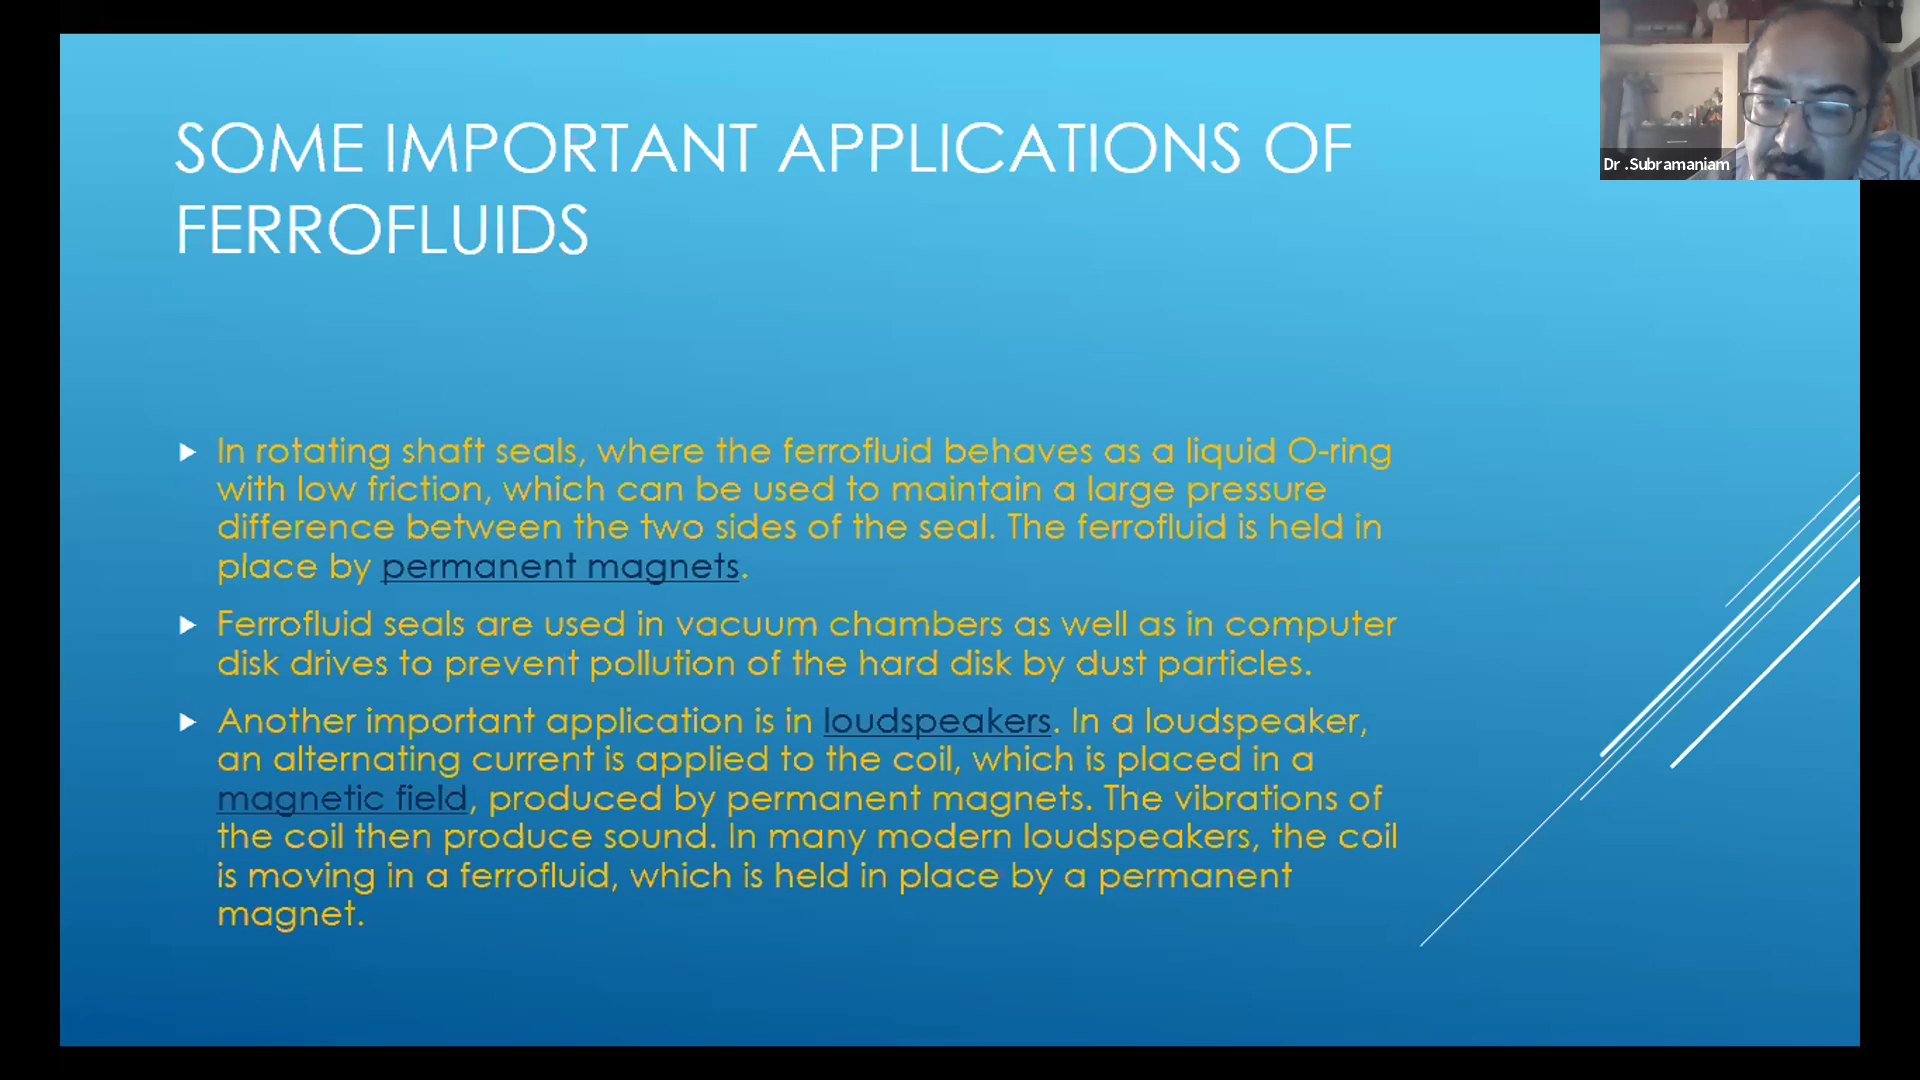 SOME IMPORTANT APPLICATIONS OF
FERROFLUIDS
In rotating shaft seals, where the ferrofluid behaves as a liquid O-ring
with low friction, which can be used to maintain a large pressure
difference between the two sides of the seal. The ferrofluid is held in
place by permanent magnets.
Ferrofluid seals are used in vacuum chambers as well as in computer
disk drives to prevent pollution of the hard disk by dust particles.
Another important application is in loudspeakers. In a loudspeaker,
an alternating current is applied to the coil, which is placed in a
magnetic field, produced by permanent magnets. The vibrations of
the coil then produce sound. In many modern loudspeakers, the coil
is moving in a ferrofluid, which is held in place by a permanent
magnet.
Dr .Subramaniam